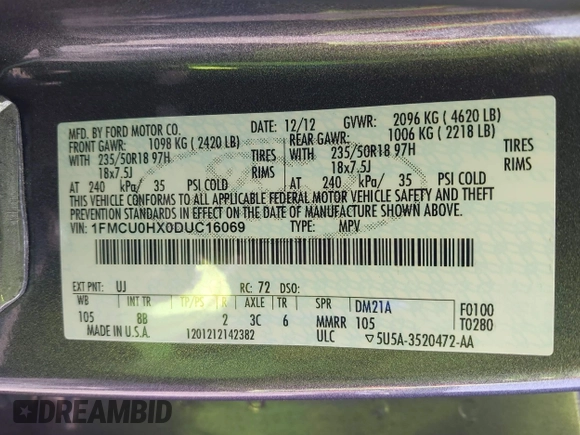 MFD. BY FORD MOTOR CO. DATE: 12/12 GVWR: 2096 KG ( 4620 LB)
FRONT GAWR: 1098 KG ( 2420 LB) REAR GAWR: 1006 KG ( 2218 LB)
WITH 235/50R18 97H TIRES WITH 235/50R18 97H TIRES
18x7.5J RIMS 18x7.5J RIMS
AT 240 kPa/ 35 PSI COLD AT 240 kPa/ 35 PSI COLD
THIS VEHICLE CONFORMS TO ALL APPLICABLE FEDERAL MOTOR VEHICLE SAFETY AND THEFT
PREVENTION STANDARDS IN EFFECT ON THE DATE OF MANUFACTURE SHOWN ABOVE.
VIN: 1FMCU0HX0DUC16069 TYPE: MPV
EXT PNT: UJ RC: 72 DSO:
WB INT TR TP/PS R AXLE TR SPR DM21A F0100
105 8B 2 3C 6 MMRR 105 T0280
MADE IN U.S.A. 1201212142382 ULC 5U5A-3520472-AA
DREAMBID